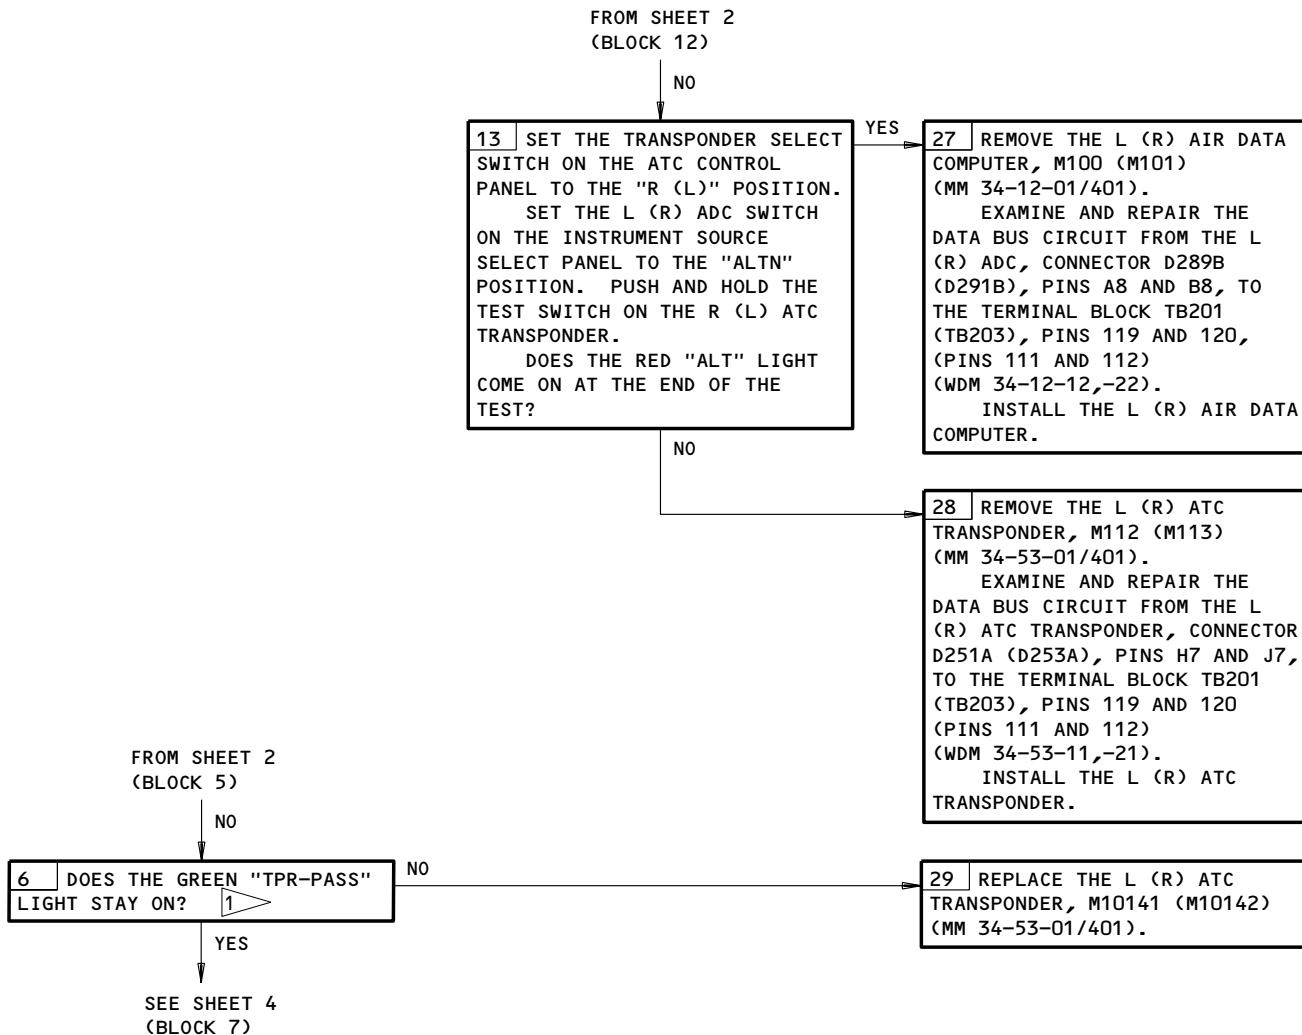 FROM SHEET 2
(BLOCK 12)
NO
13 SET THE TRANSPONDER SELECT
SWITCH ON THE ATC CONTROL
PANEL TO THE "R (L)" POSITION.
SET THE L (R) ADC SWITCH
ON THE INSTRUMENT SOURCE
SELECT PANEL TO THE "ALTN"
POSITION. PUSH AND HOLD THE
TEST SWITCH ON THE R (L) ATC
TRANSPONDER.
DOES THE RED "ALT" LIGHT
COME ON AT THE END OF THE
TEST?
YES
27 REMOVE THE L (R) AIR DATA
COMPUTER, M100 (M101)
(MM 34-12-01/401).
EXAMINE AND REPAIR THE
DATA BUS CIRCUIT FROM THE L
(R) ADC, CONNECTOR D289B
(D291B), PINS A8 AND B8, TO
THE TERMINAL BLOCK TB201
(TB203), PINS 119 AND 120,
(PINS 111 AND 112)
(WDM 34-12-12,-22).
INSTALL THE L (R) AIR DATA
COMPUTER.
NO
28 REMOVE THE L (R) ATC
TRANSPONDER, M112 (M113)
(MM 34-53-01/401).
EXAMINE AND REPAIR THE
DATA BUS CIRCUIT FROM THE L
(R) ATC TRANSPONDER, CONNECTOR
D251A (D253A), PINS H7 AND J7,
TO THE TERMINAL BLOCK TB201
(TB203), PINS 119 AND 120
(PINS 111 AND 112)
(WDM 34-53-11,-21).
INSTALL THE L (R) ATC
TRANSPONDER.
FROM SHEET 2
(BLOCK 5)
NO
6 DOES THE GREEN "TPR-PASS"
LIGHT STAY ON? 1
NO
29 REPLACE THE L (R) ATC
TRANSPONDER, M10141 (M10142)
(MM 34-53-01/401).
YES
SEE SHEET 4
(BLOCK 7)